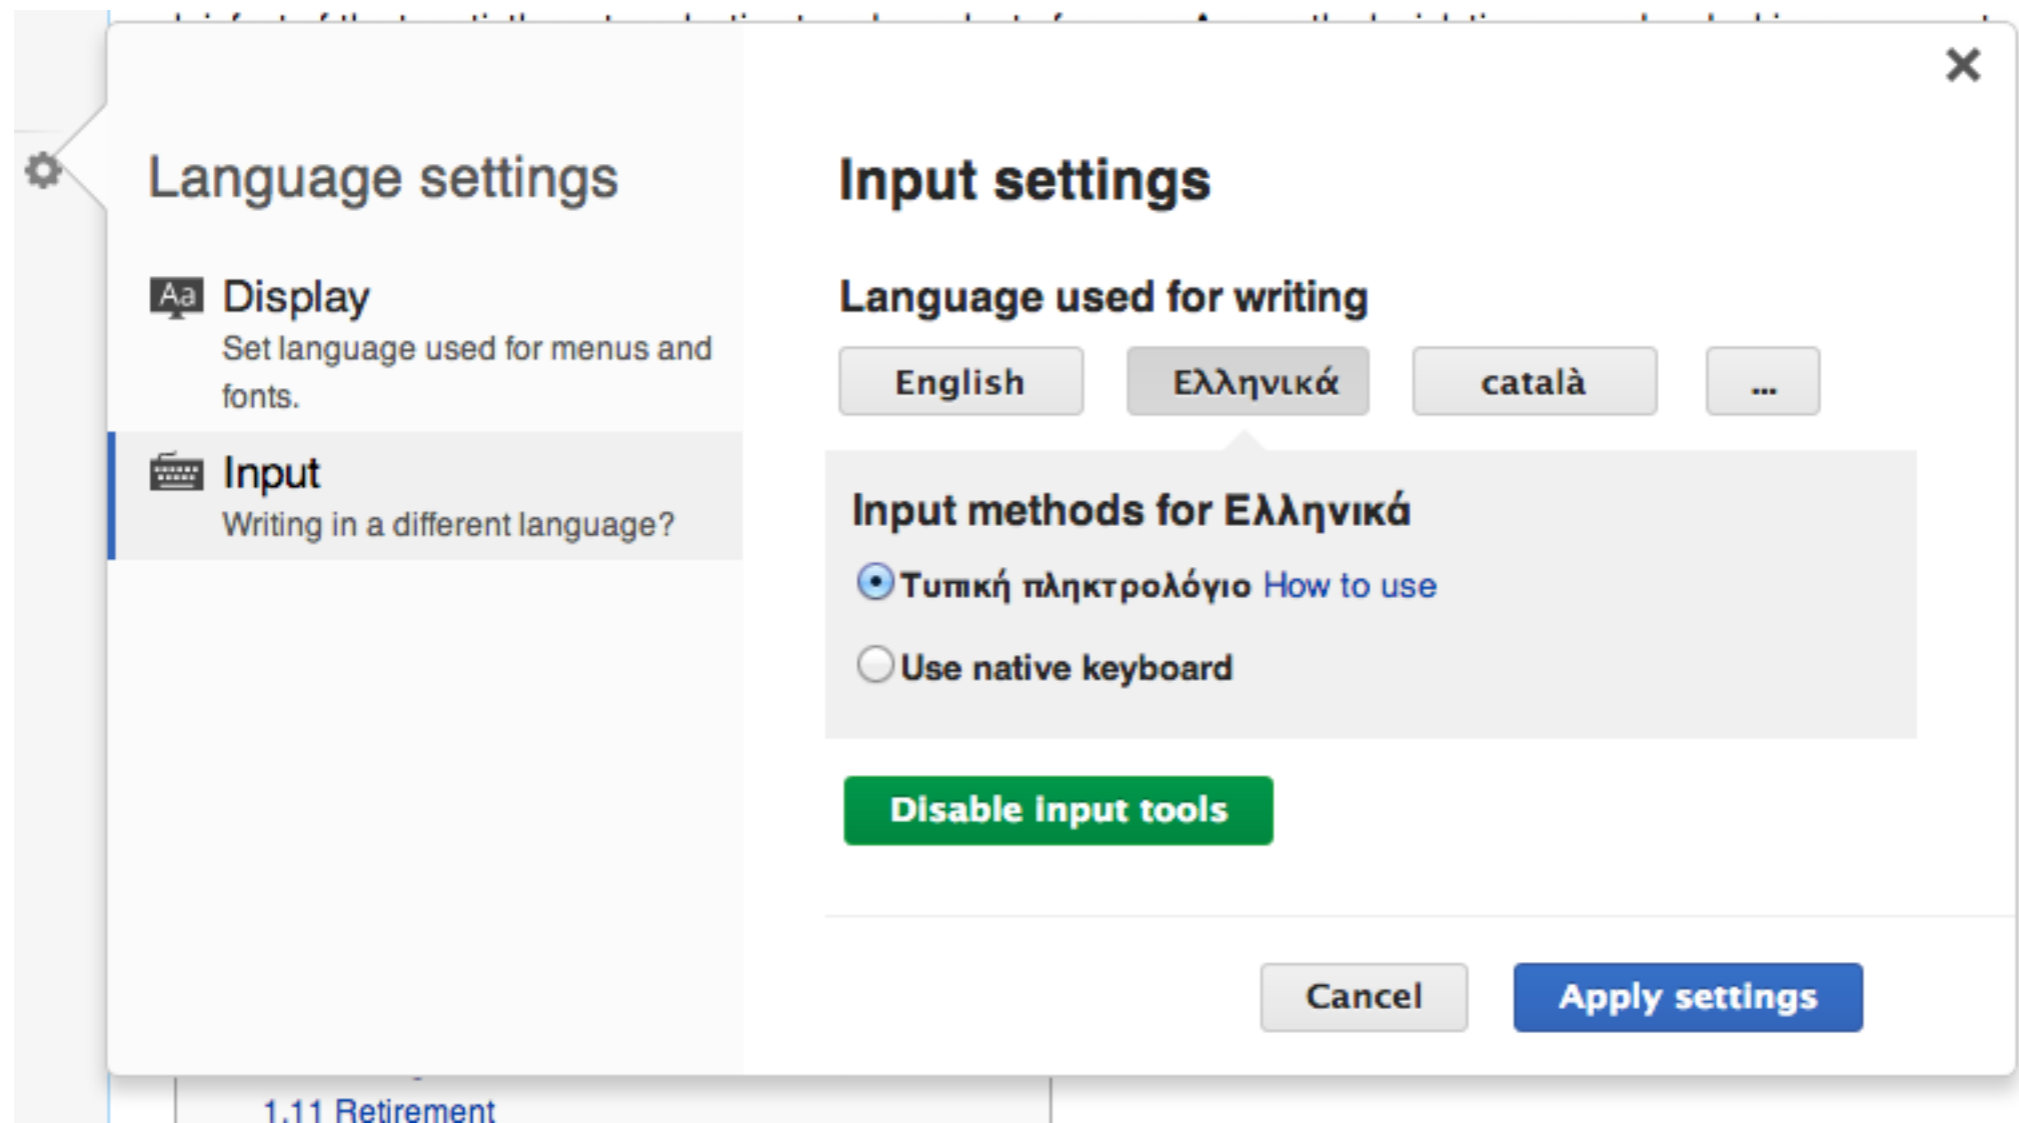 Language settings
Aa Display
Set language used for menus and
fonts.
Input
Writing in a different language?
Input settings
Language used for writing
English Ελληνικά català ...
Input methods for Ελληνικά
Τυπική πληκτρολόγιο How to use
Use native keyboard
Disable input tools
Cancel Apply settings
1.11 Retirement